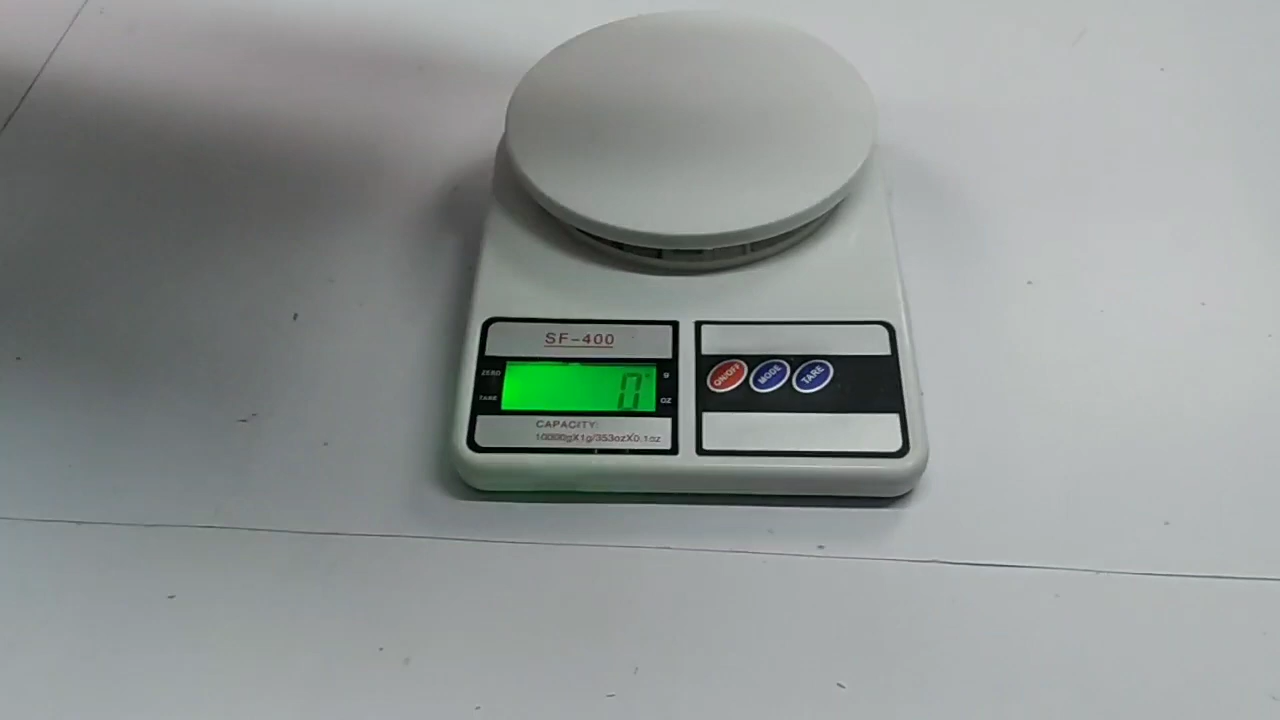 SF-400
ZERO
TARE
0
g
OZ
CAPACITY:
10000gX1g/353ozX0.1oz
ON/OFF
MODE
TARE